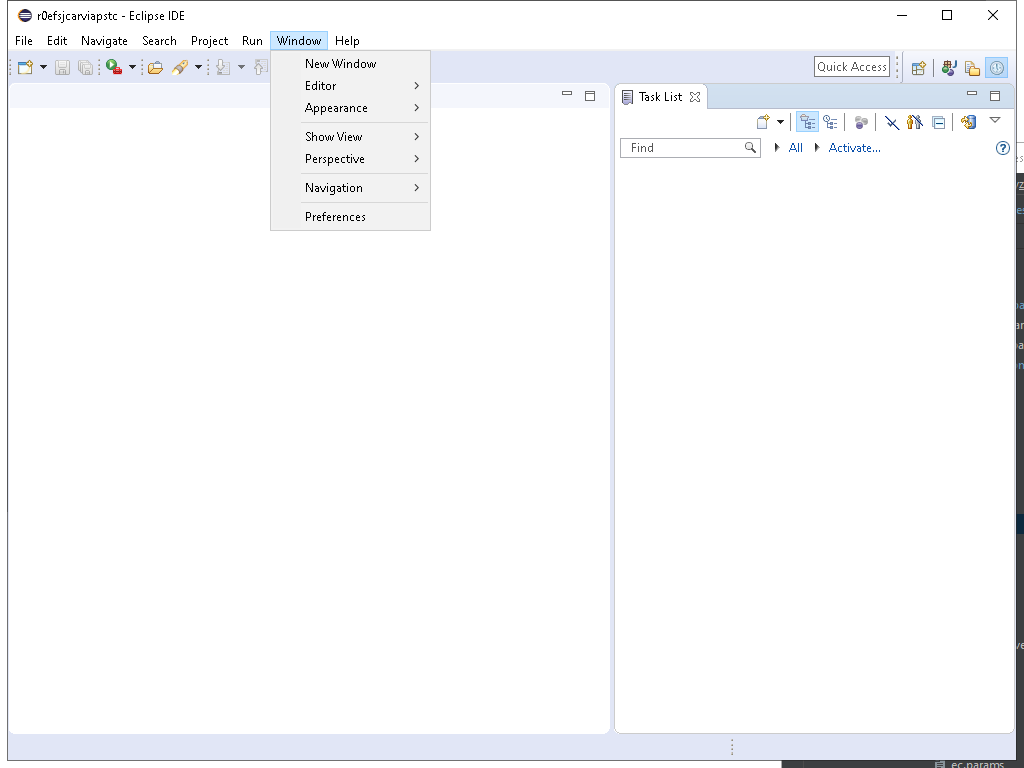 r0efsjcarviapstc - Eclipse IDE
File Edit Navigate Search Project Run Window Help
New Window
Editor
Appearance
Show View
Perspective
Navigation
Preferences
Quick Access
Task List
Find
All
Activate...
ec.params